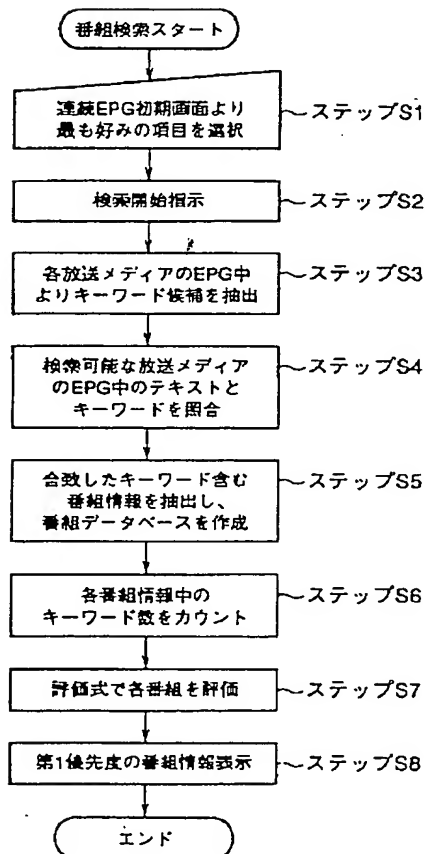 番組検索スタート
連続EPG初期画面より
最も好みの項目を選択
ステップS1
検索開始指示
ステップS2
各放送メディアのEPG中
よりキーワード候補を抽出
ステップS3
検索可能な放送メディア
のEPG中のテキストと
キーワードを照合
ステップS4
合致したキーワード含む
番組情報を抽出し、
番組データベースを作成
ステップS5
各番組情報中の
キーワード数をカウント
ステップS6
評価式で各番組を評価
ステップS7
第1優先度の番組情報表示
ステップS8
エンド